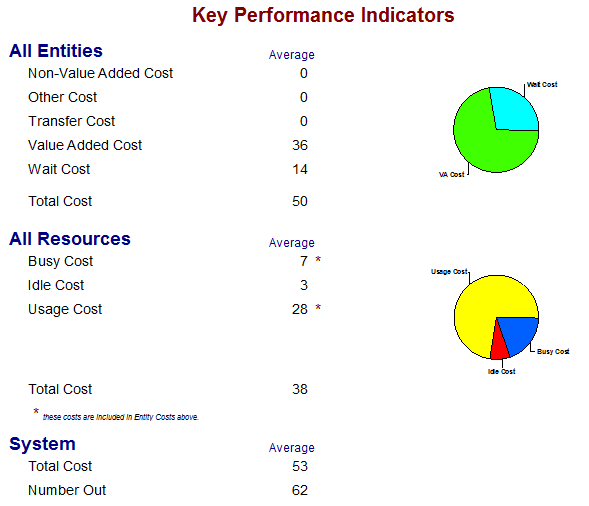 Key Performance Indicators
All Entities Average
Non-Value Added Cost 0
Other Cost 0
Transfer Cost 0
Value Added Cost 36
Wait Cost 14
Total Cost 50
Wait Cost
VA Cost
All Resources Average
Busy Cost 7 *
Idle Cost 3
Usage Cost 28 *
Total Cost 38
* these costs are included in Entity Costs above.
Usage Cost
Busy Cost
Idle Cost
System Average
Total Cost 53
Number Out 62